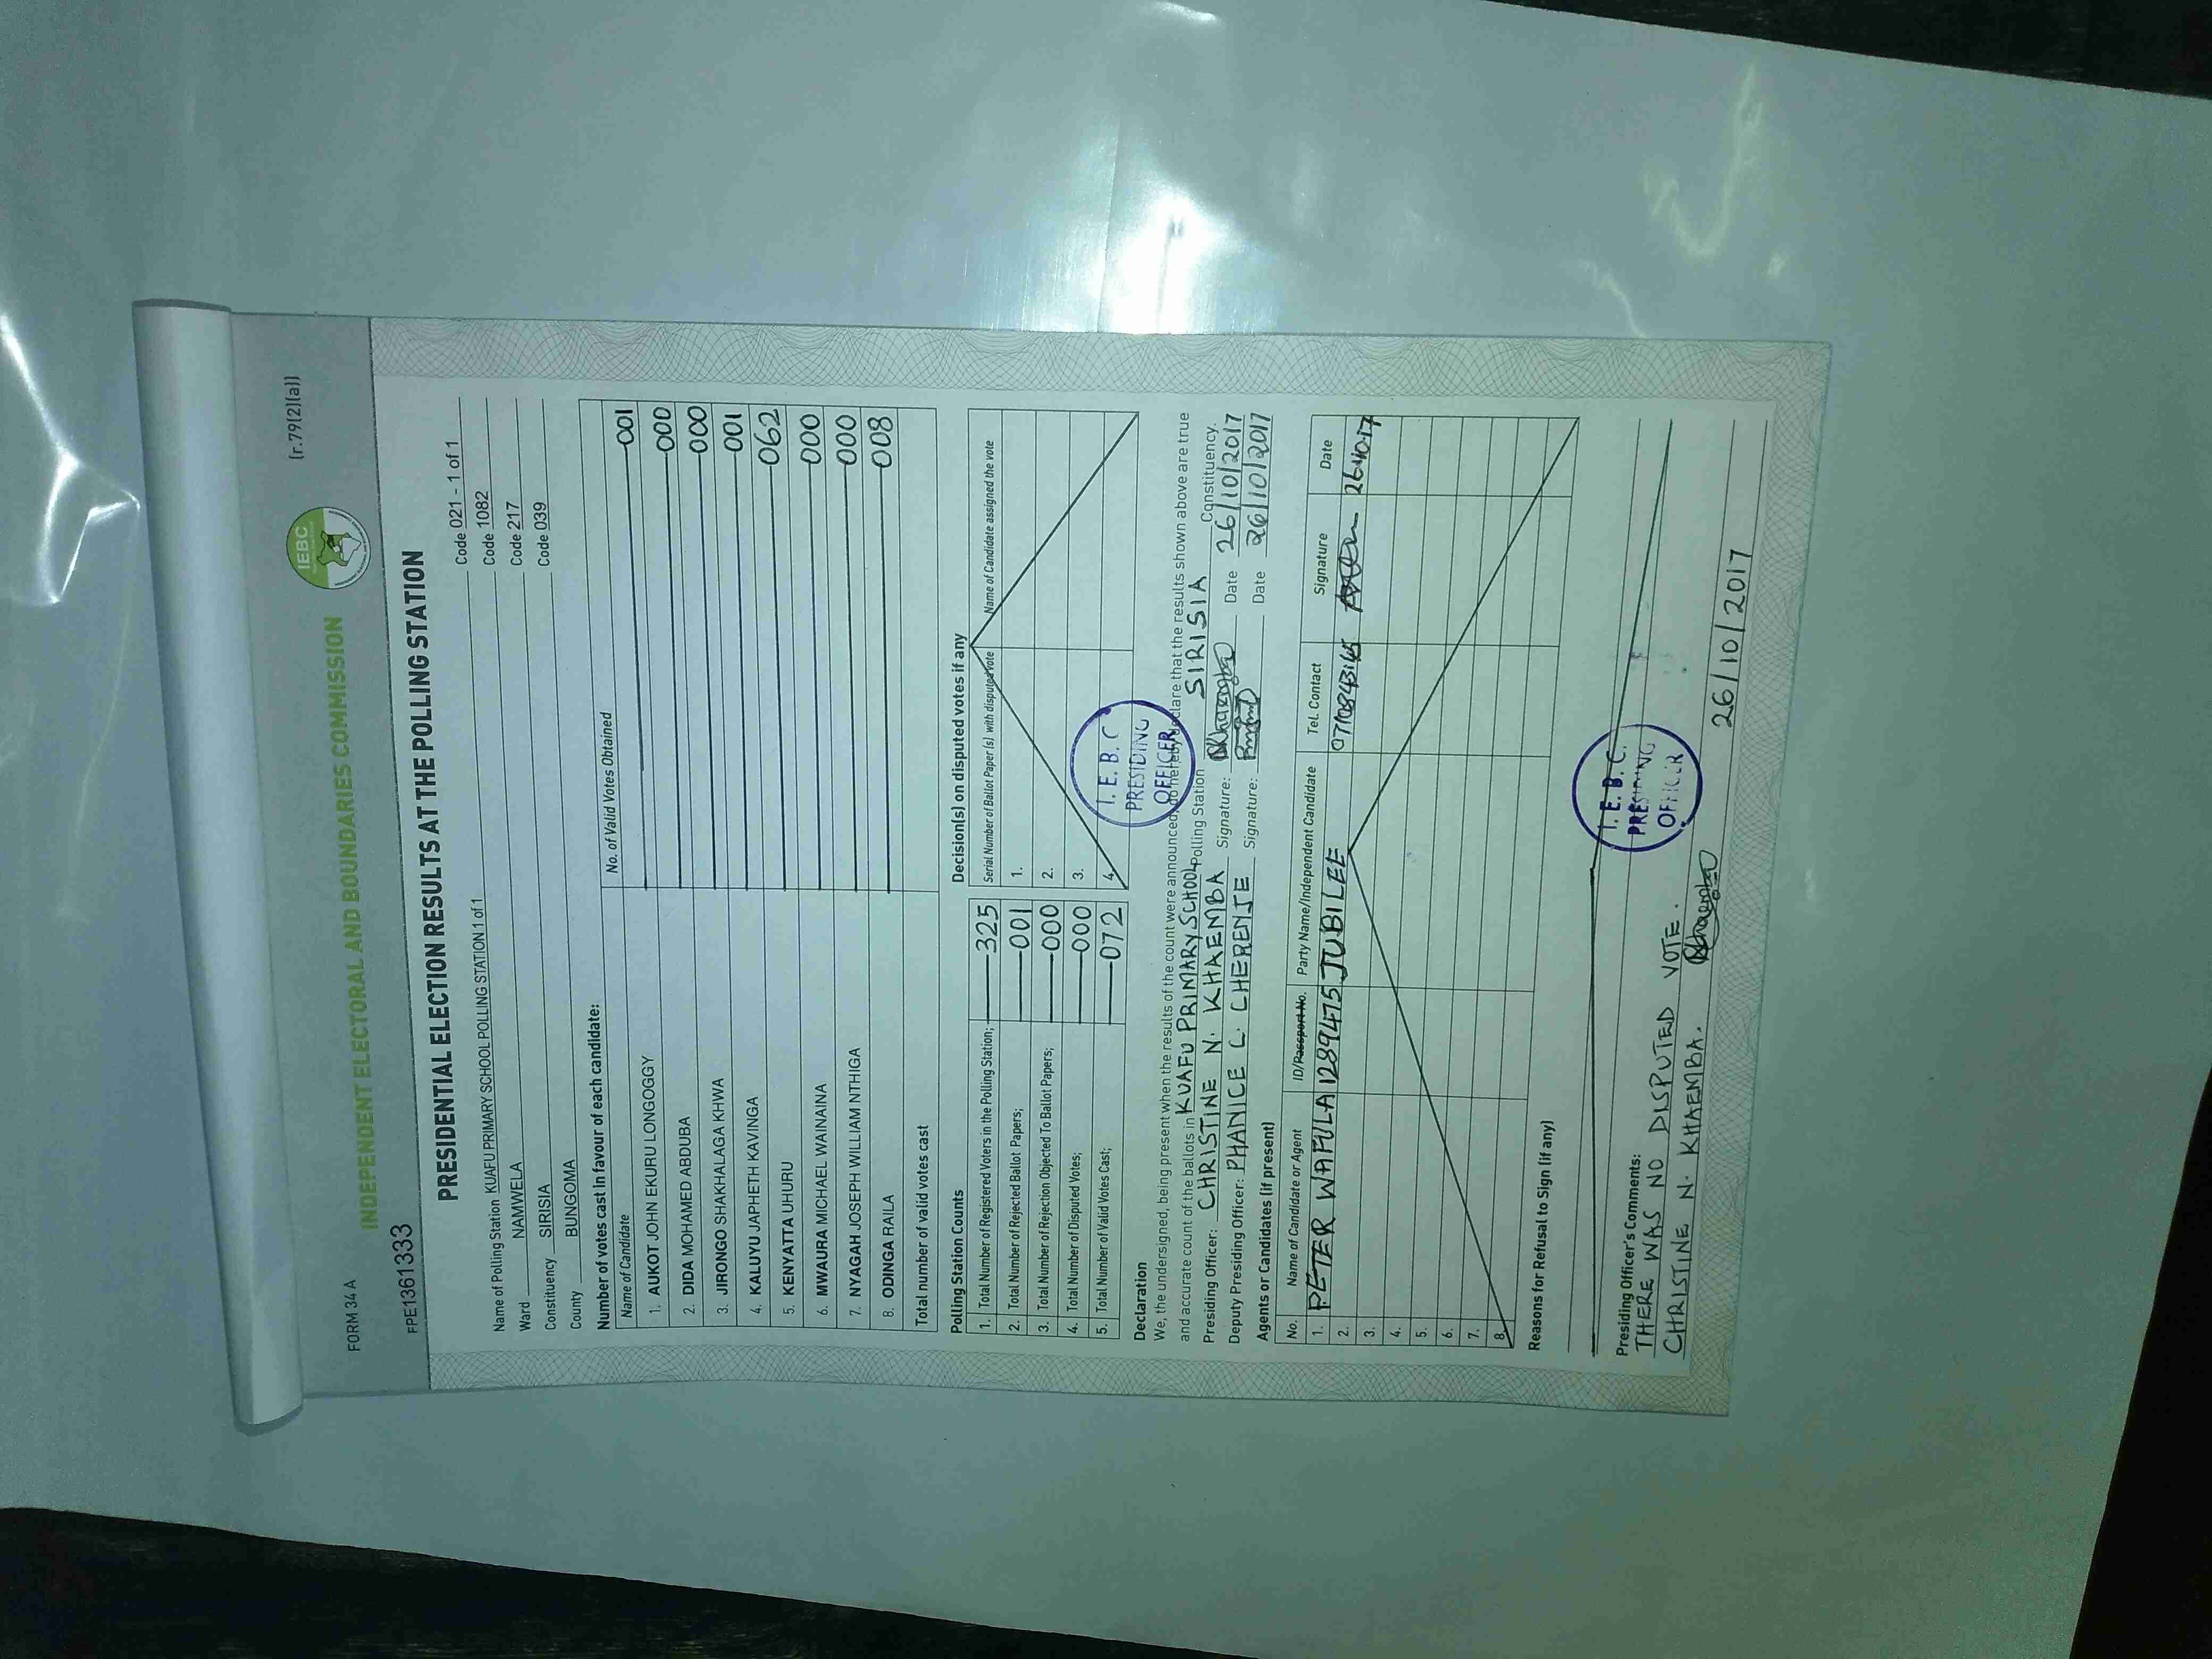 FORM 34 A
(r.79(2)(a))
INDEPENDENT ELECTORAL AND BOUNDARIES COMMISSION
IEBC
FPE1361333
PRESIDENTIAL ELECTION RESULTS AT THE POLLING STATION
Name of Polling Station KUAFU PRIMARY SCHOOL POLLING STATION 1 of 1 Code 021 - 1 of 1
Ward NAMWELA Code 1082
Constituency SIRISIA Code 217
County BUNGOMA Code 039
Number of votes cast in favour of each candidate:
Name of Candidate No. of Valid Votes Obtained
1. AUKOT JOHN EKURU LONGOGGY 001
2. DIDA MOHAMED ABDUBA 000
3. JIRONGO SHAKHALAGA KHWA 000
4. KALUYU JAPHETH KAVINGA 001
5. KENYATTA UHURU 062
6. MWAURA MICHAEL WAINAINA 000
7. NYAGAH JOSEPH WILLIAM NTHIGA 000
8. ODINGA RAILA 008
Total number of valid votes cast
Polling Station Counts
1. Total Number of Registered Voters in the Polling Station; 325
2. Total Number of Rejected Ballot Papers; 001
3. Total Number of Rejection Objected To Ballot Papers; 000
4. Total Number of Disputed Votes; 000
5. Total Number of Valid Votes Cast; 072
Decision(s) on disputed votes if any
Serial Number of Ballot Paper (s) with disputed vote Name of Candidate assigned the vote
1.
2.
3.
4.
I.E.B.C
PRESIDING
OFFICER
Declaration
We, the undersigned, being present when the results of the count were announced, do hereby declare that the results shown above are true
and accurate count of the ballots in KUAFU PRIMARY SCHOOL Polling Station SIRISIA Constituency.
Presiding Officer: CHRISTINE N. KHAEMBA Signature: Date 26/10/2017
Deputy Presiding Officer: PHANICE L. CHERENJE Signature: Date 26/10/2017
Agents or Candidates (if present)
No. Name of Candidate or Agent ID/Passport No. Party Name/Independent Candidate Tel. Contact Signature Date
1. PETER WAFULA 1289475 JUBILEE 26.10.17
2.
3.
4.
5.
6.
7.
8.
Reasons for Refusal to Sign (if any)
I.E.B.C.
PRESIDING
OFFICER
Presiding Officer's Comments:
THERE WAS NO DISPUTED VOTE.
CHRISTINE N. KHAEMBA. 26/10/2017